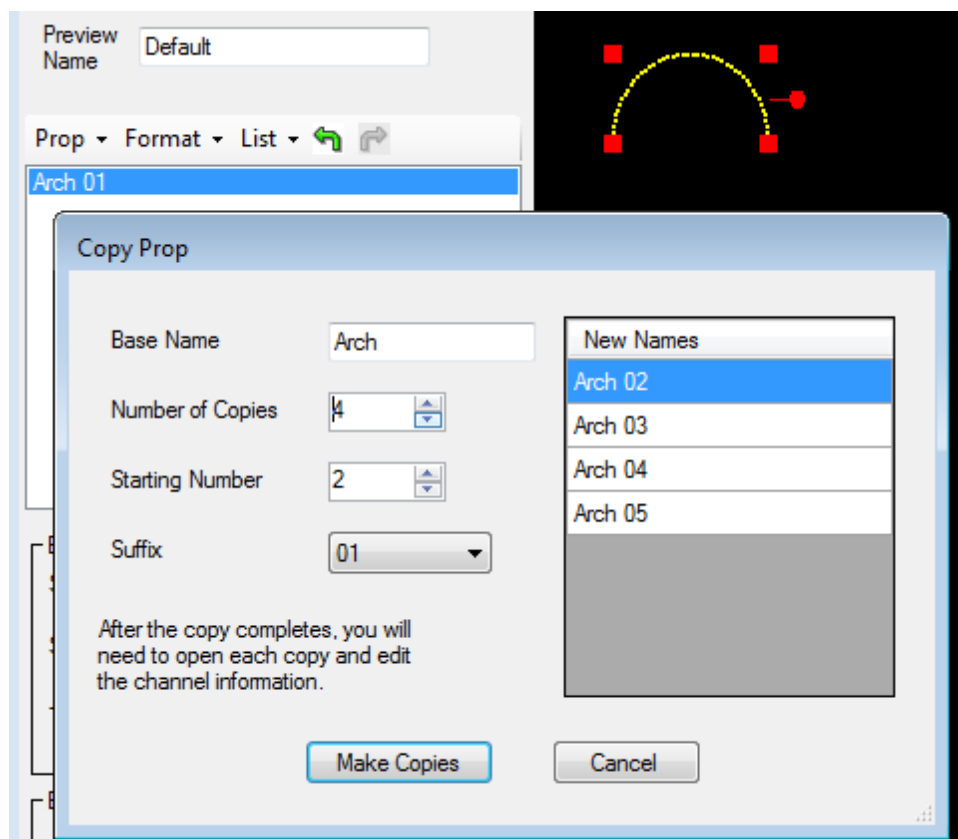 Preview
Name
Default
Prop Format List
Arch 01
Copy Prop
Base Name
Arch
Number of Copies
4
Starting Number
2
Suffix
01
After the copy completes, you will
need to open each copy and edit
the channel information.
New Names
Arch 02
Arch 03
Arch 04
Arch 05
Make Copies
Cancel